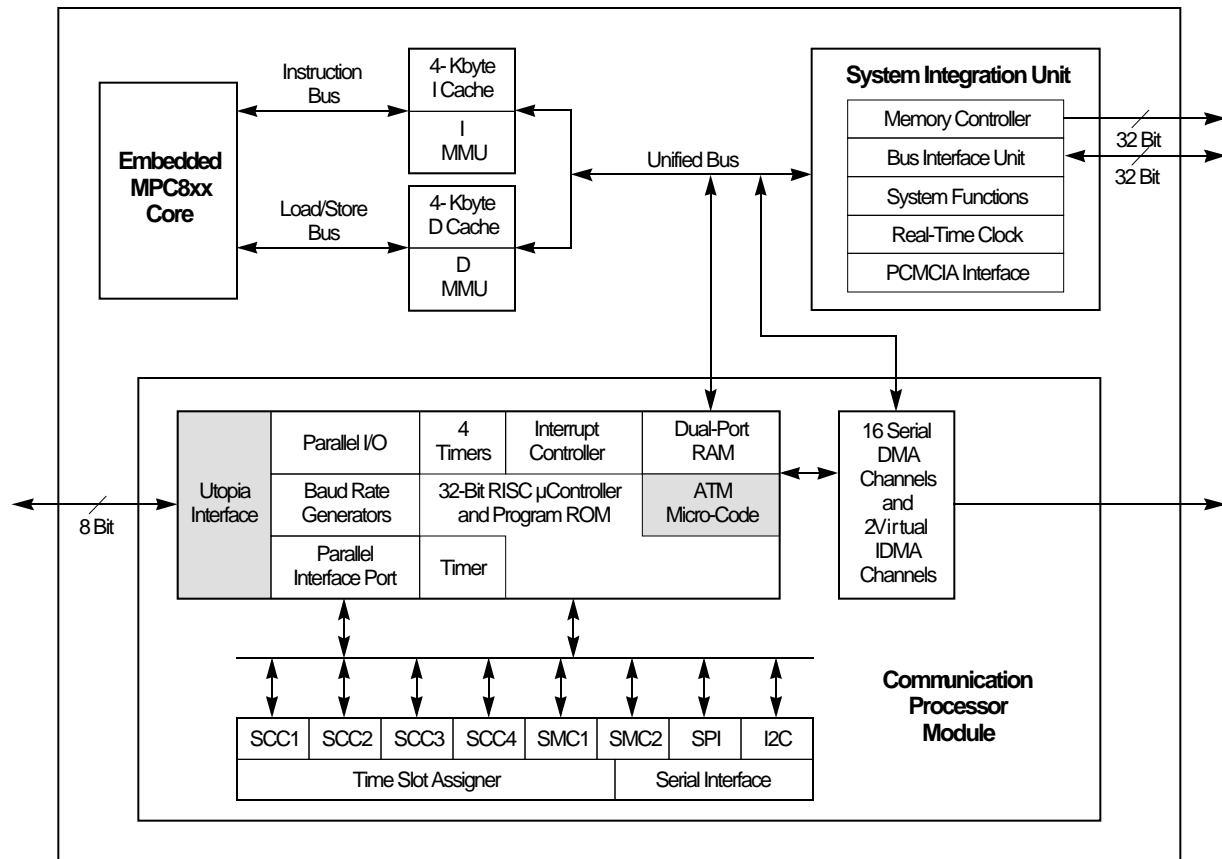 Instruction
Bus
4- Kbyte
I Cache
I
MMU
Embedded
MPC8xx
Core
Load/Store
Bus
4- Kbyte
D Cache
D
MMU
Unified Bus
System Integration Unit
Memory Controller
Bus Interface Unit
System Functions
Real-Time Clock
PCMCIA Interface
32 Bit
32 Bit
8 Bit
Utopia
Interface
Parallel I/O
4
Timers
Interrupt
Controller
Dual-Port
RAM
Baud Rate
Generators
32-Bit RISC µController
and Program ROM
ATM
Micro-Code
Parallel
Interface Port
Timer
16 Serial
DMA
Channels
and
2Virtual
IDMA
Channels
Communication
Processor
Module
SCC1 SCC2 SCC3 SCC4 SMC1 SMC2 SPI I2C
Time Slot Assigner Serial Interface